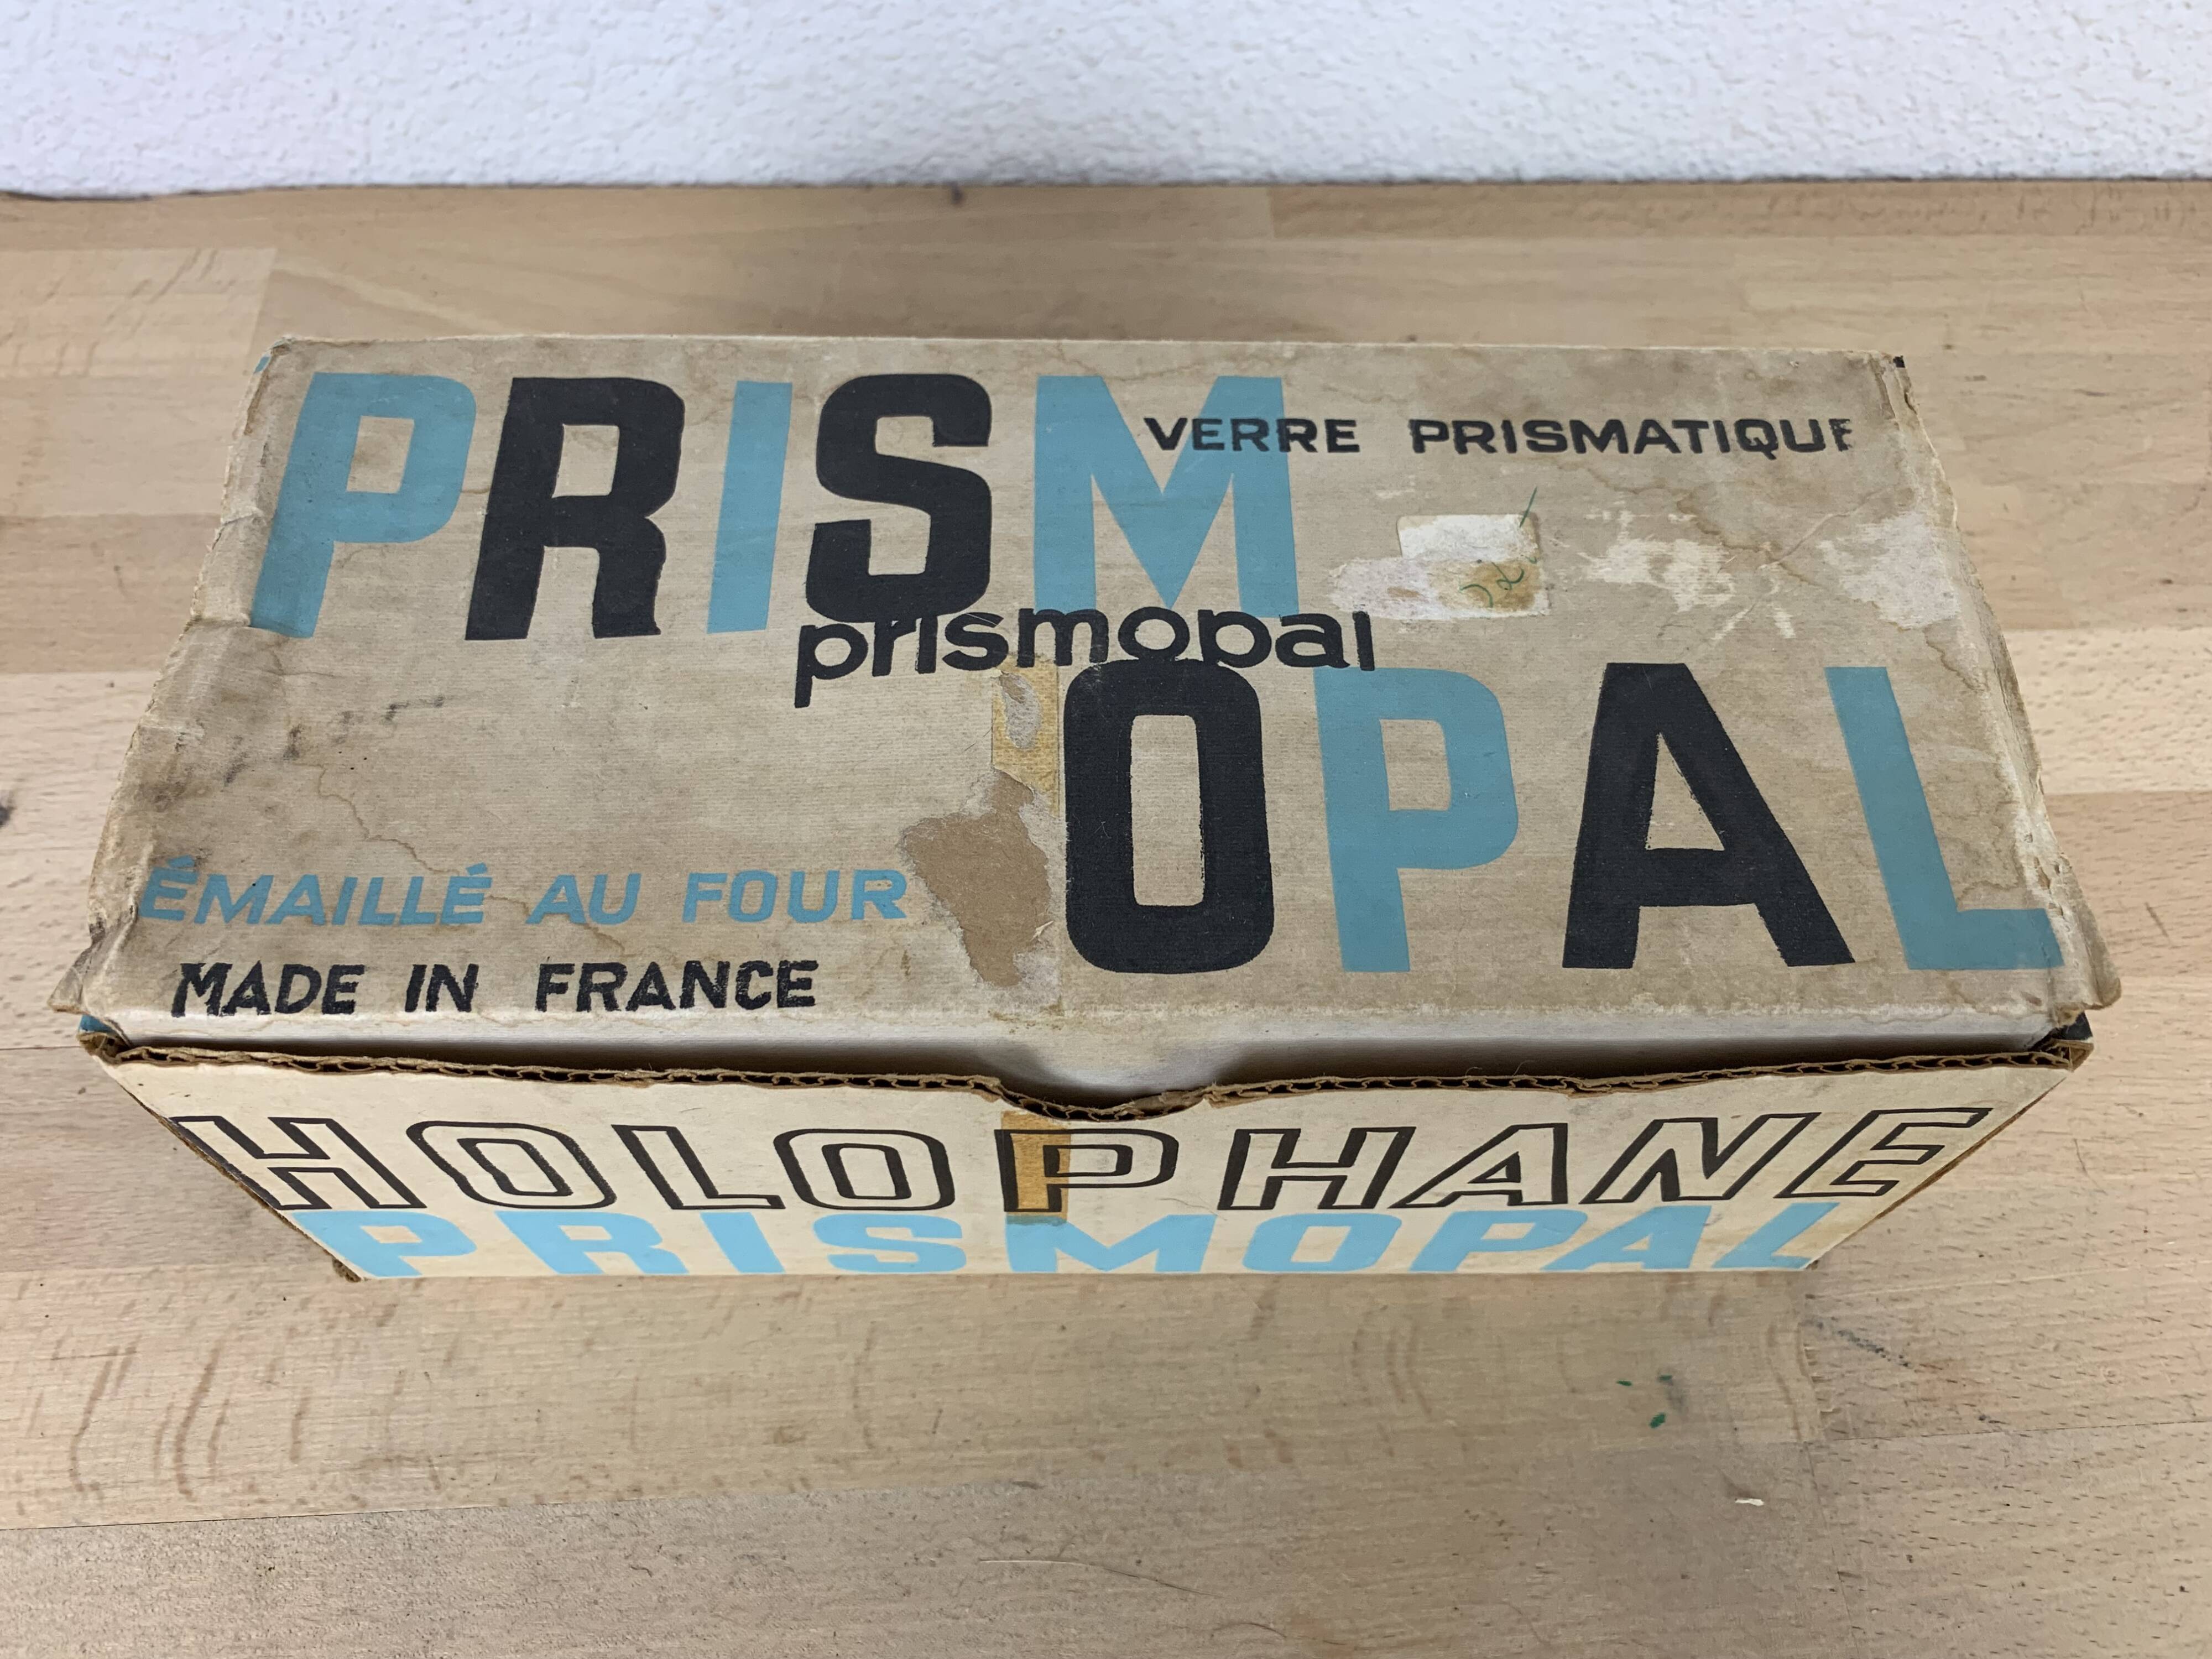 PRISM
VERRE PRISMATIQUE
prismopal
OPAL
ÉMAILLÉ AU FOUR
MADE IN FRANCE
HOLOPHANE
PRISMOPAL